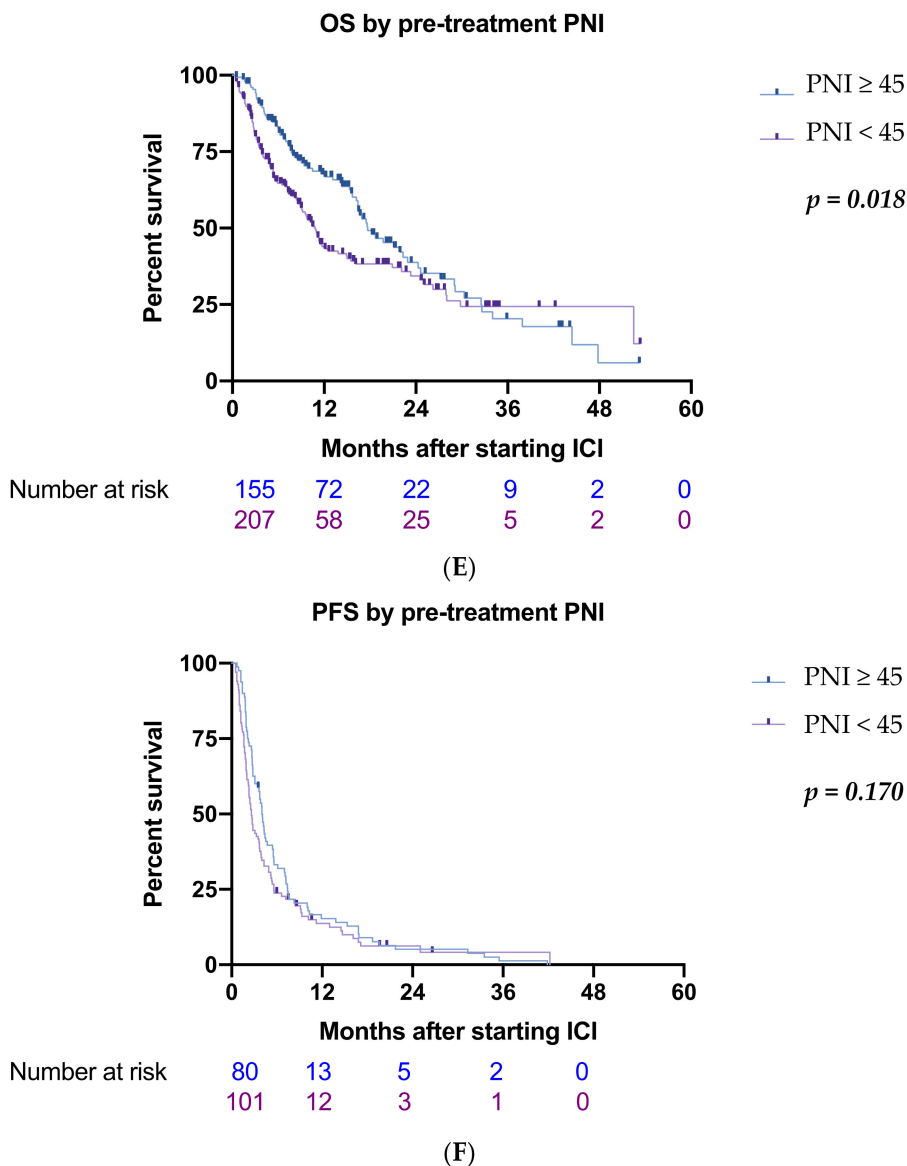 OS by pre-treatment PNI
100
75
50
25
0
Percent survival
0 12 24 36 48 60
Months after starting ICI
PNI ≥ 45
PNI < 45
p = 0.018
Number at risk
155 72 22 9 2 0
207 58 25 5 2 0
(E)
PFS by pre-treatment PNI
100
75
50
25
0
Percent survival
0 12 24 36 48 60
Months after starting ICI
PNI ≥ 45
PNI < 45
p = 0.170
Number at risk
80 13 5 2 0
101 12 3 1 0
(F)